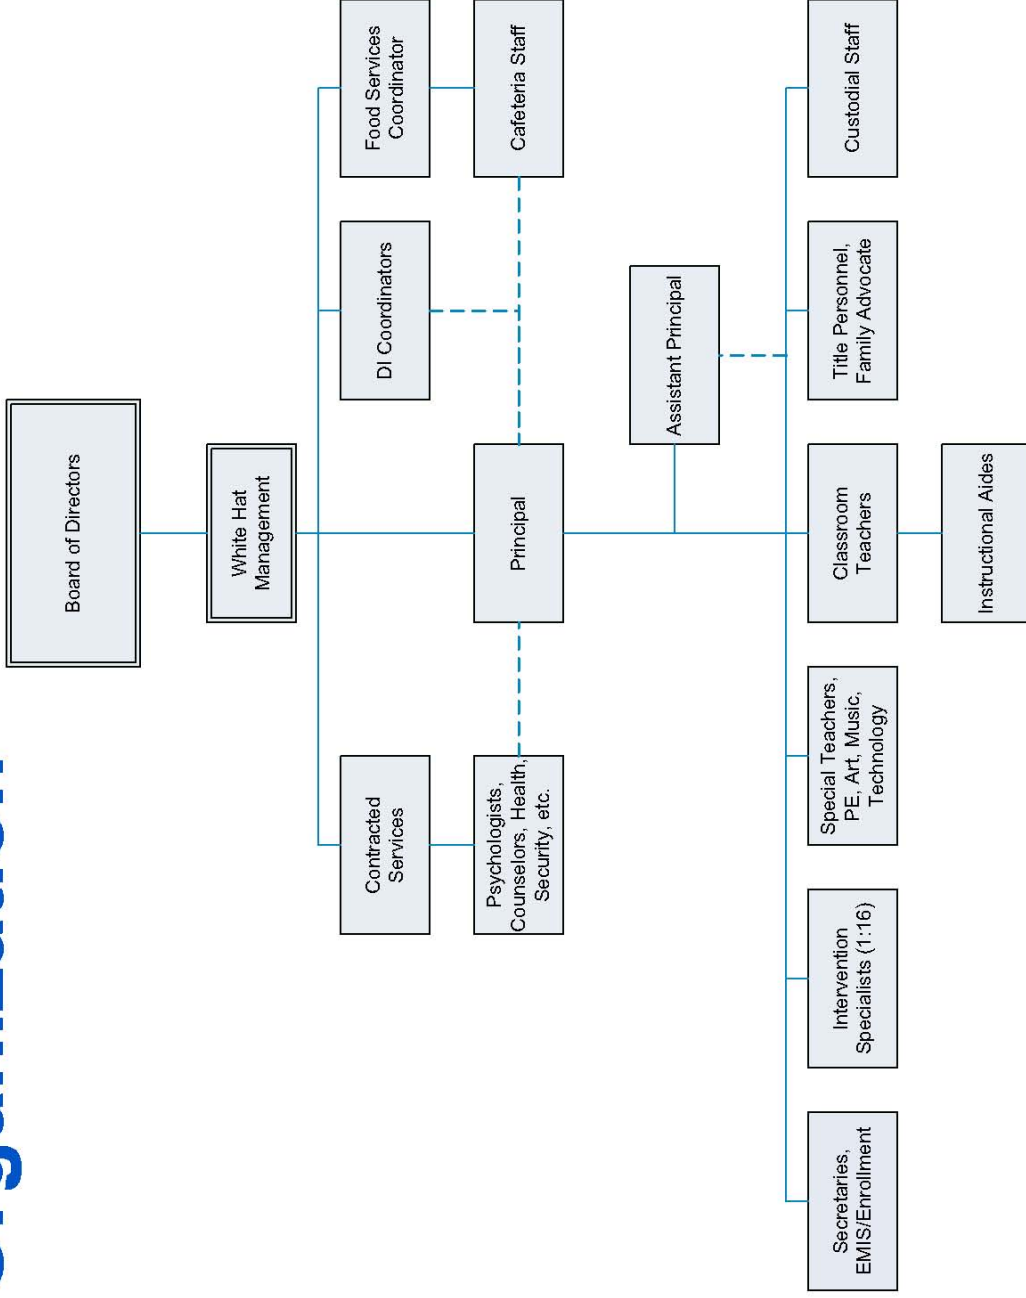 Organization
Board of Directors
White Hat
Management
Contracted
Services
DI Coordinators
Food Services
Coordinator
Psychologists,
Counselors, Health,
Security, etc.
Principal
Cafeteria Staff
Assistant Principal
Secretaries,
EMIS/Enrollment
Intervention
Specialists (1:16)
Special Teachers,
PE, Art, Music,
Technology
Classroom
Teachers
Title Personnel,
Family Advocate
Custodial Staff
Instructional Aides